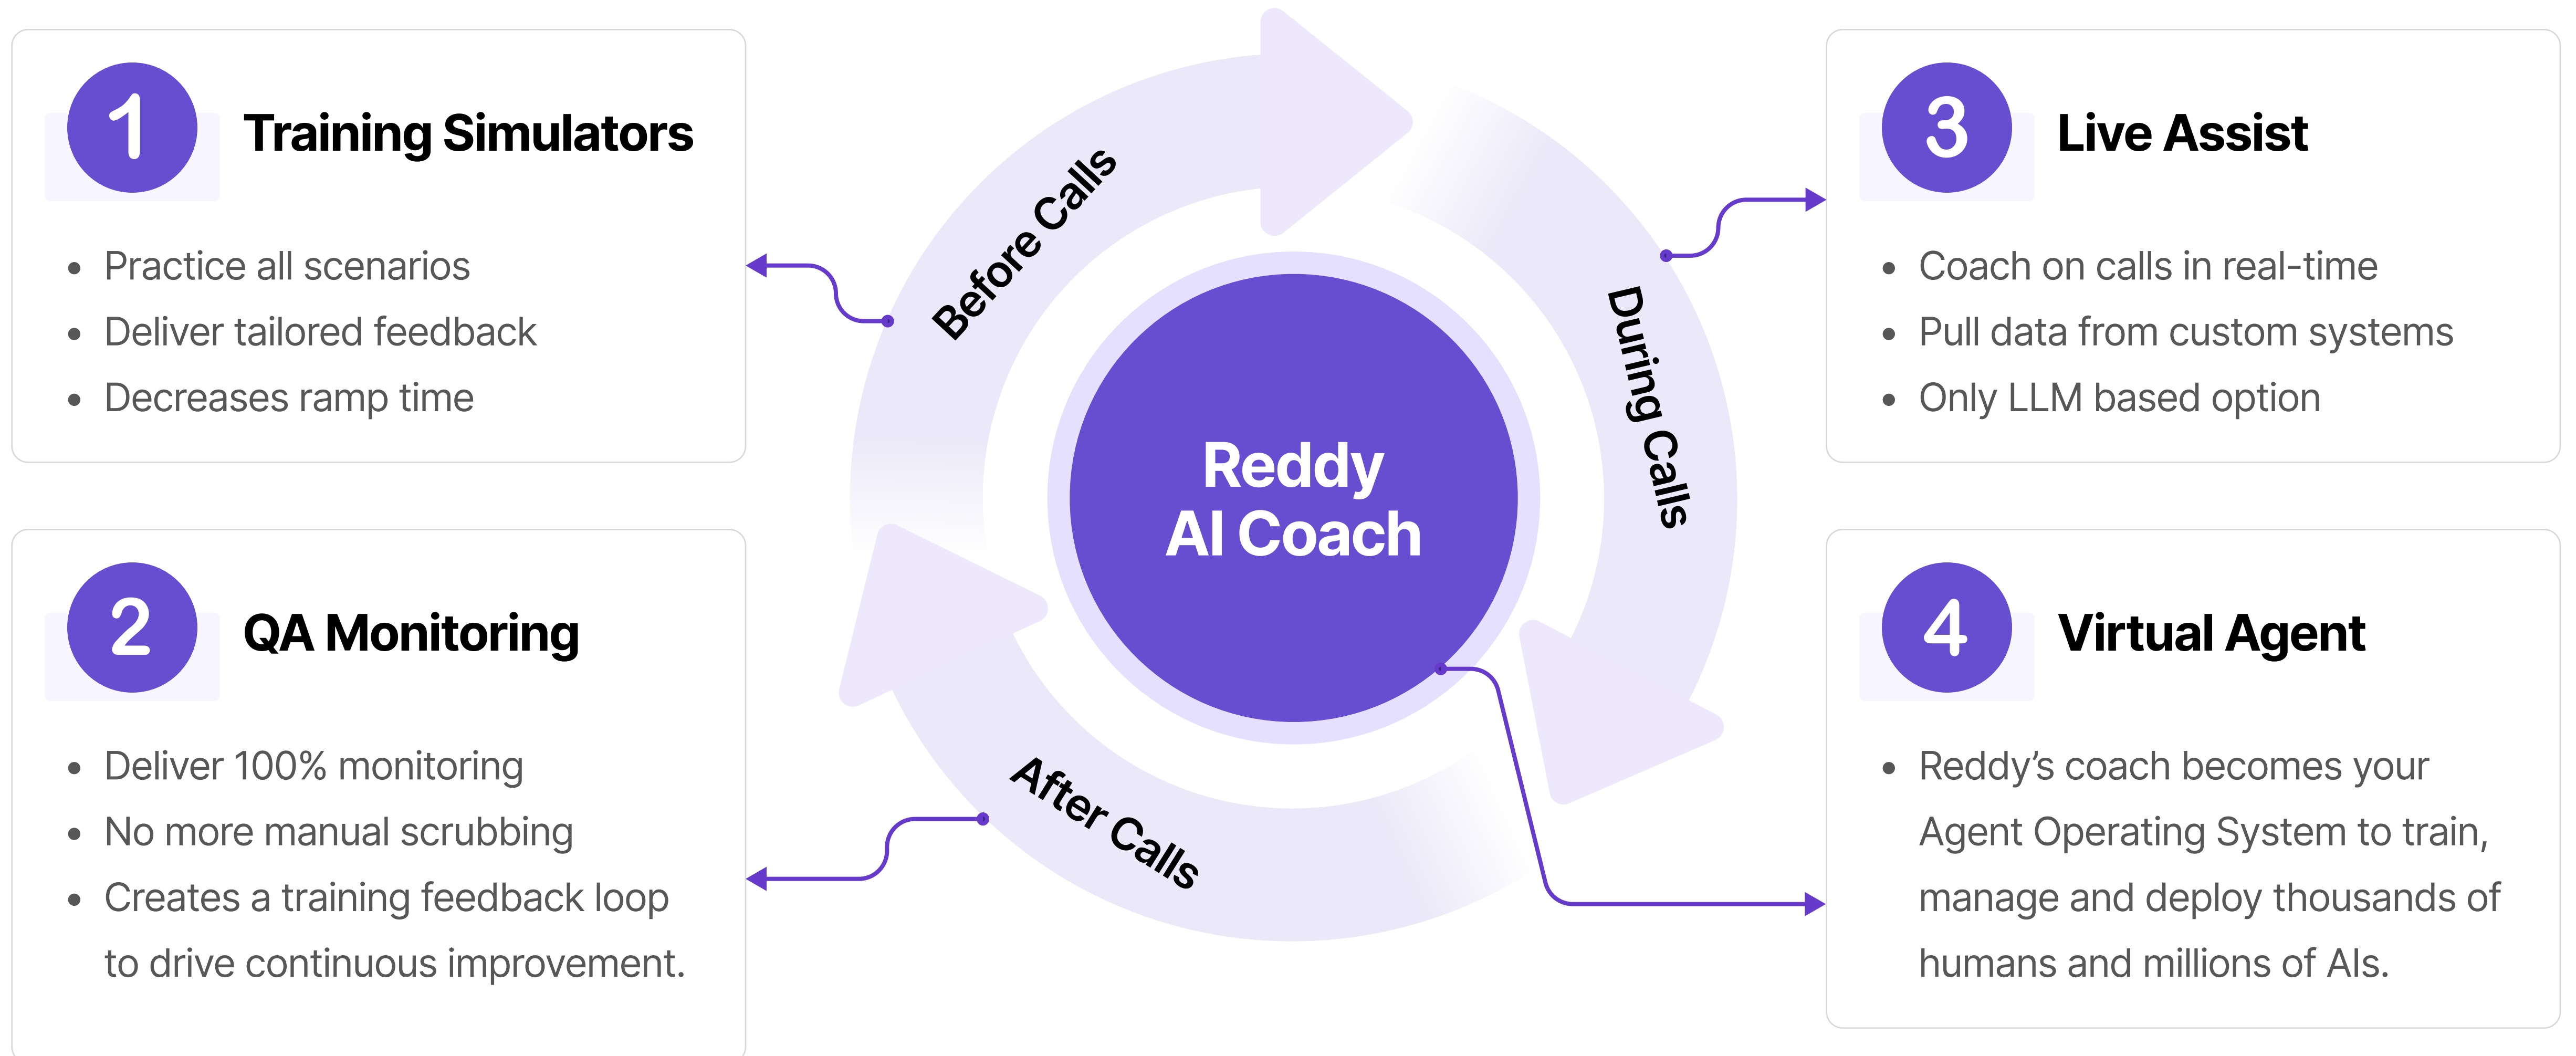 1
Training Simulators
Practice all scenarios
Deliver tailored feedback
Decreases ramp time
2
QA Monitoring
Deliver 100% monitoring
No more manual scrubbing
Creates a training feedback loop
to drive continuous improvement.
Before Calls
During Calls
After Calls
Reddy
AI Coach
3
Live Assist
Coach on calls in real-time
Pull data from custom systems
Only LLM based option
4
Virtual Agent
Reddy’s coach becomes your
Agent Operating System to train,
manage and deploy thousands of
humans and millions of AIs.